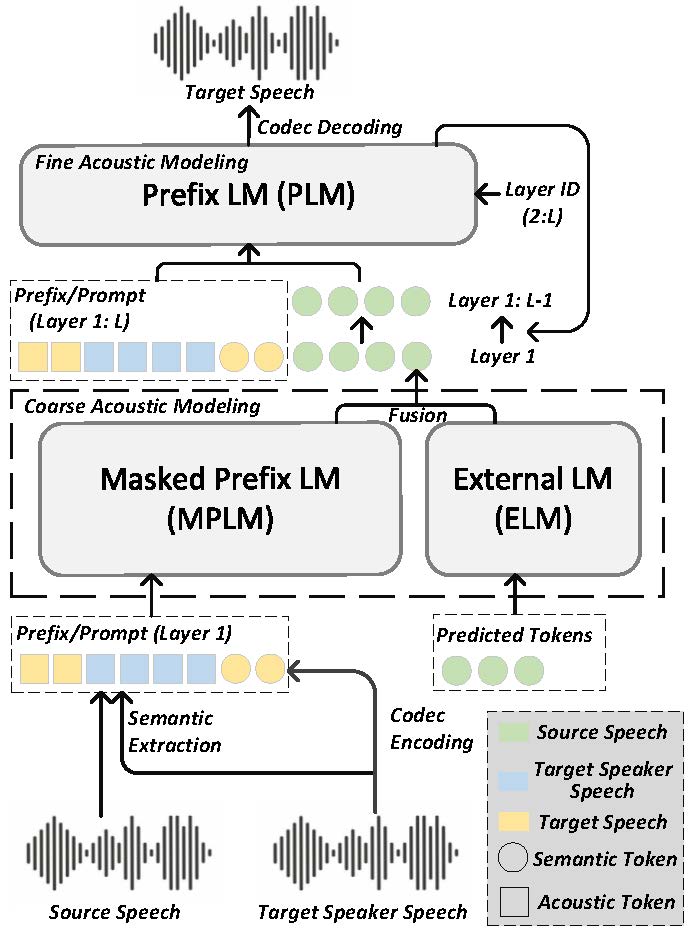 Target Speech
Codec Decoding
Fine Acoustic Modeling
Prefix LM (PLM)
Layer ID
(2:L)
Prefix/Prompt
(Layer 1: L)
Layer 1: L-1
Layer 1
Coarse Acoustic Modeling
Fusion
Masked Prefix LM
(MPLM)
External LM
(ELM)
Prefix/Prompt (Layer 1)
Predicted Tokens
Semantic
Extraction
Codec
Encoding
Source Speech
Target Speaker
Speech
Target Speech
Semantic Token
Acoustic Token
Source Speech
Target Speaker Speech